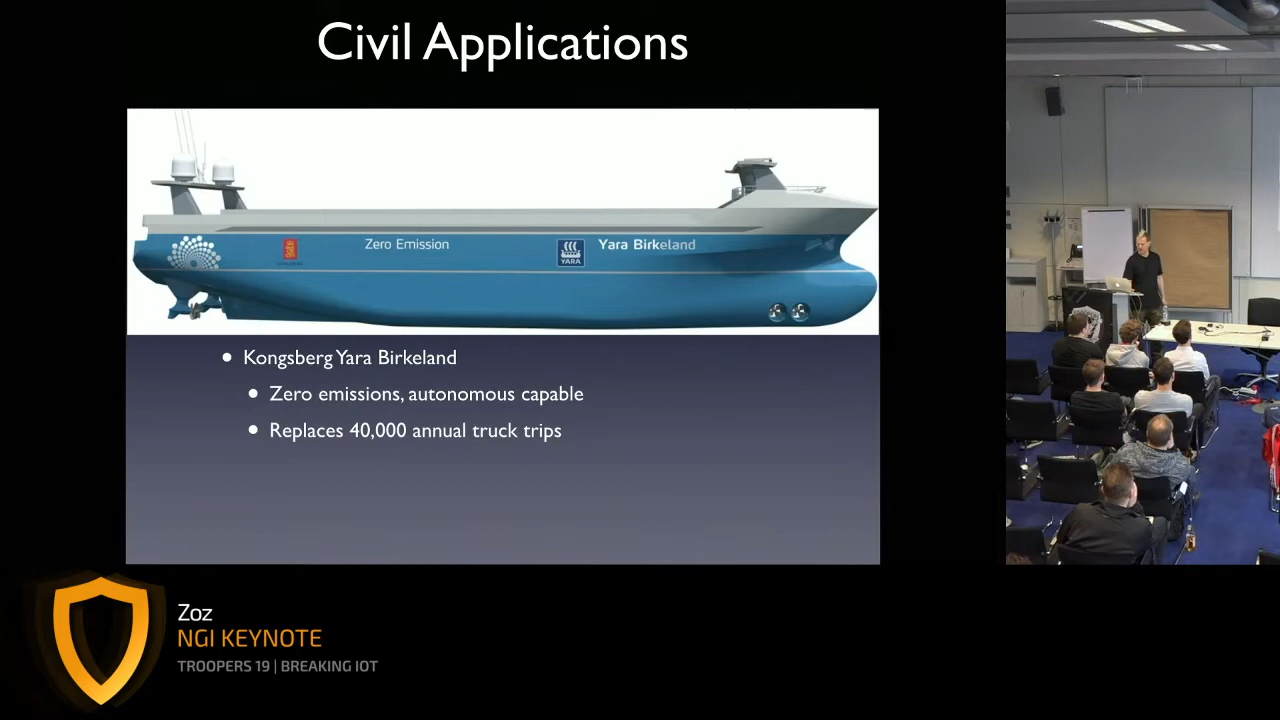 Civil Applications
Zero Emission
YARA
Yara Birkeland
Kongsberg Yara Birkeland
Zero emissions, autonomous capable
Replaces 40,000 annual truck trips
Zoz
NGI KEYNOTE
TROOPERS 19 | BREAKING IOT